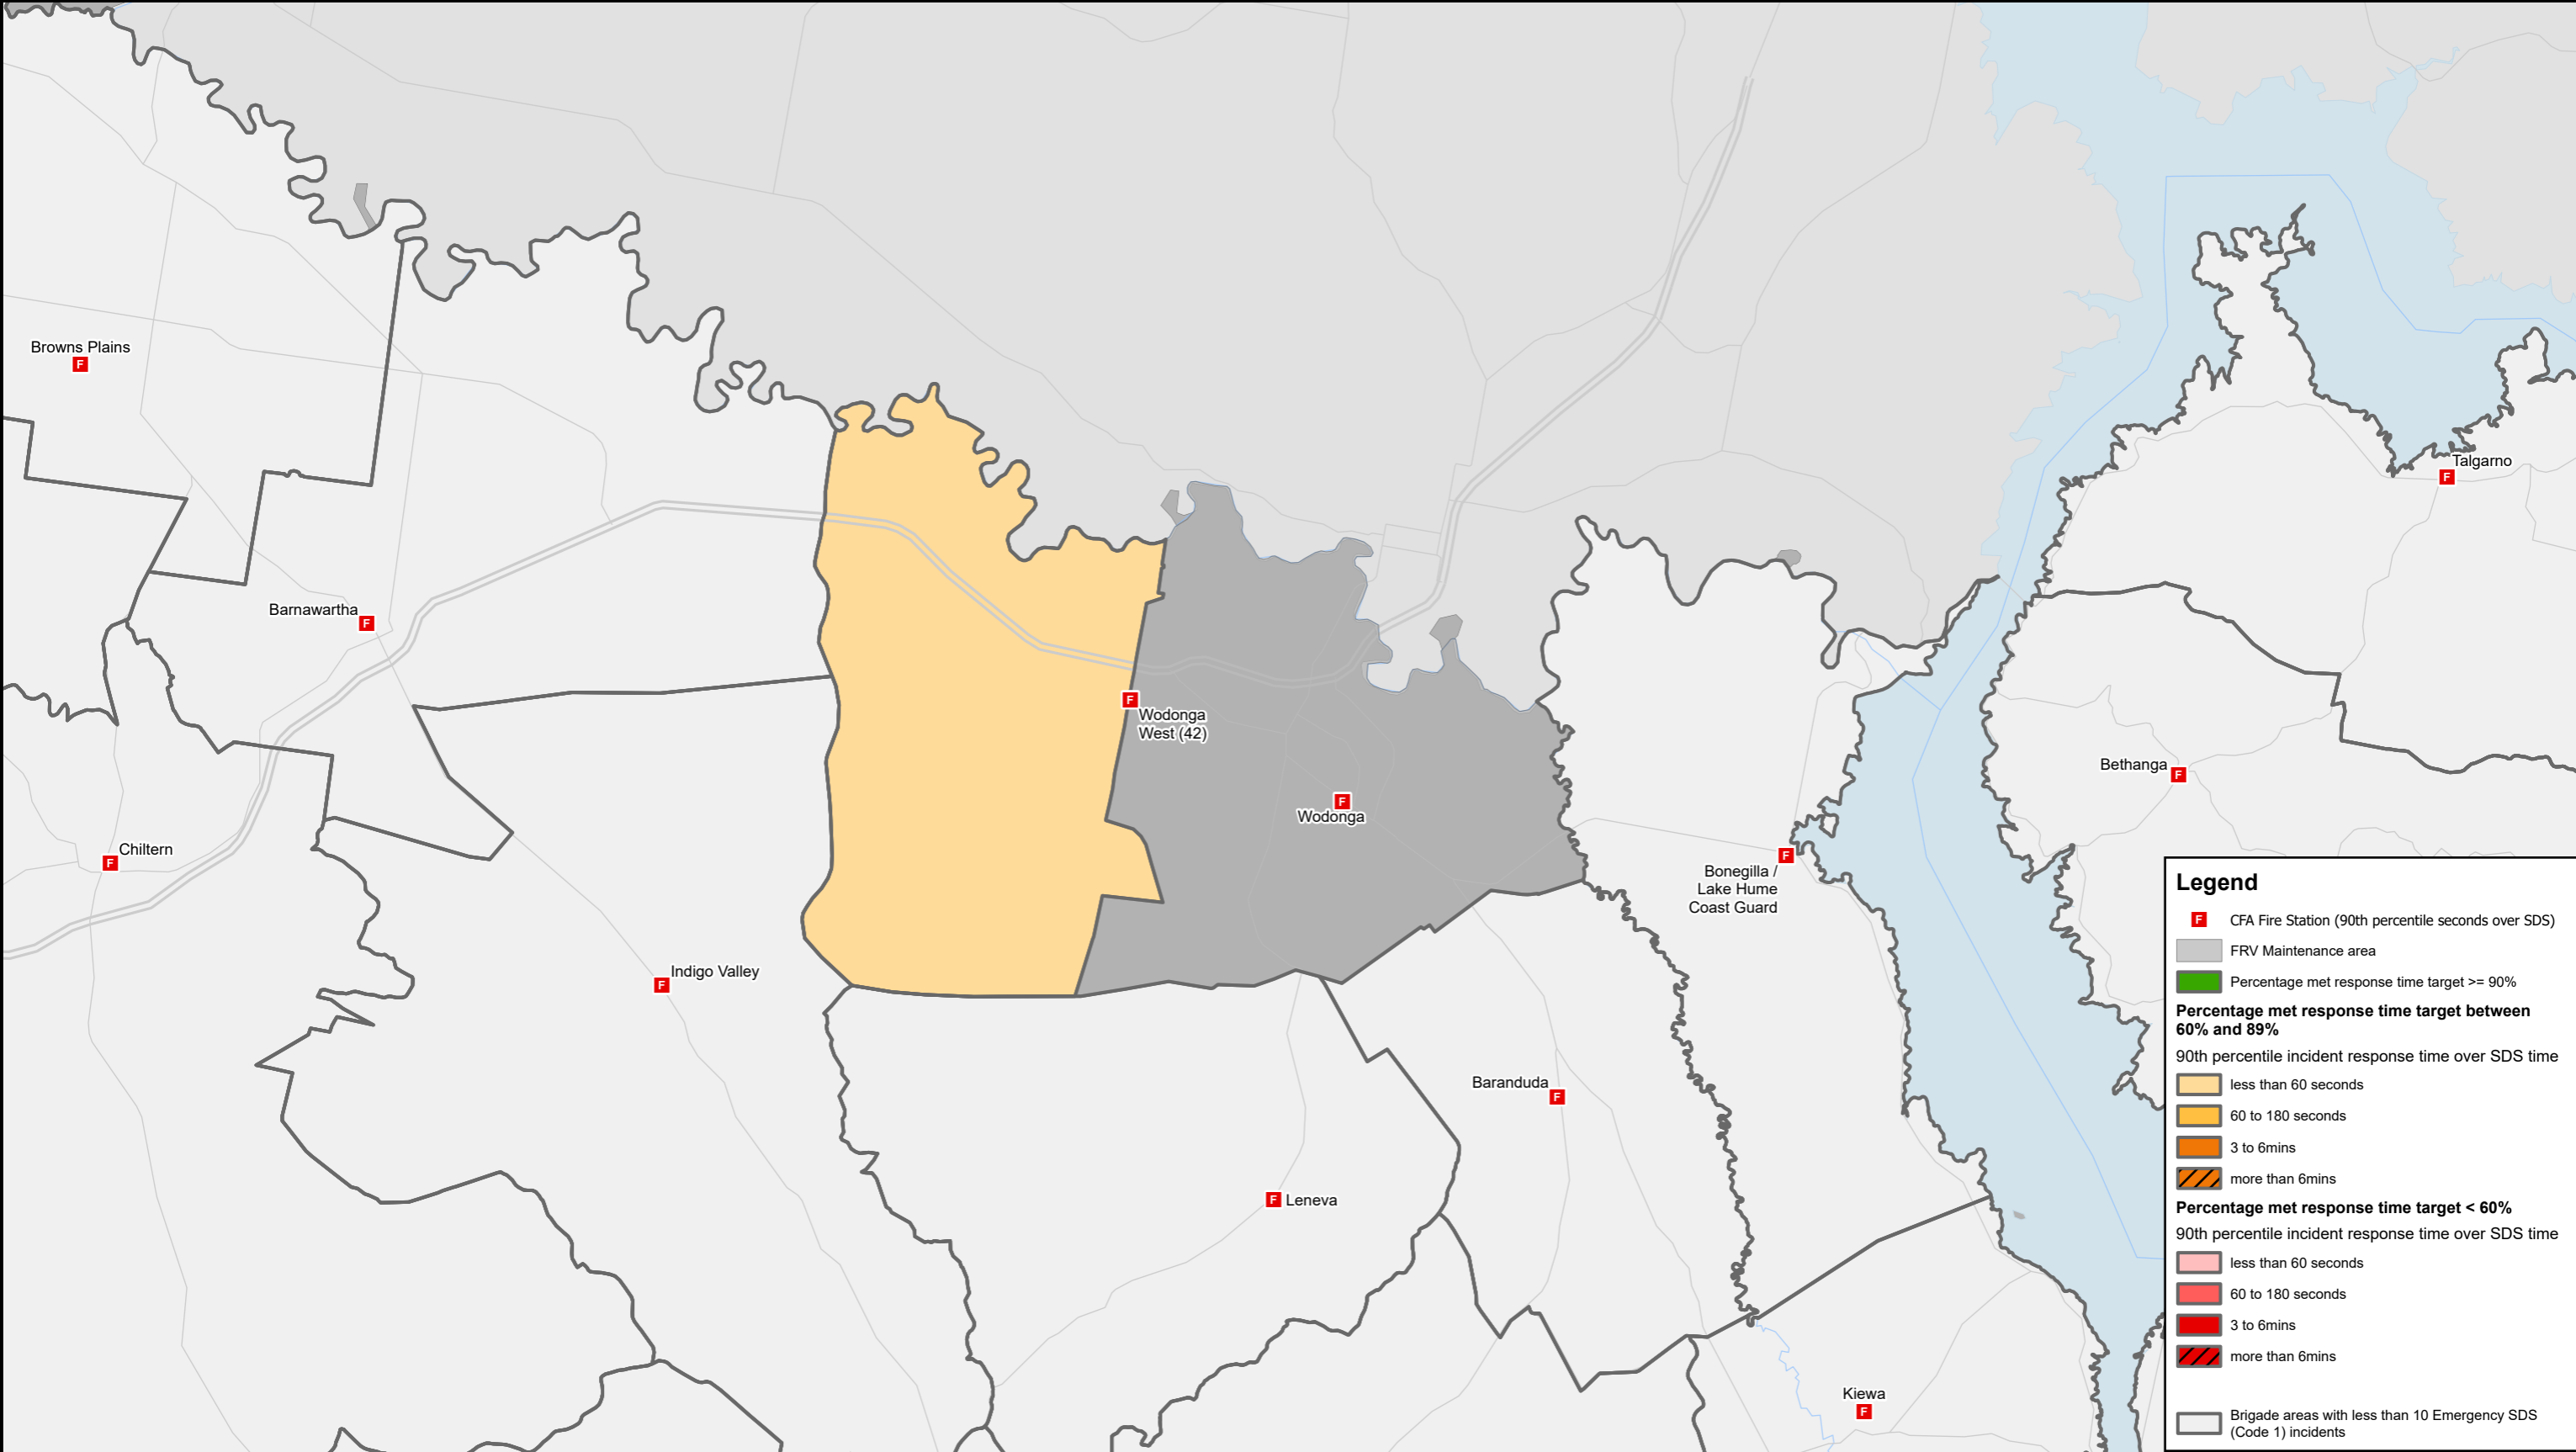 Browns Plains
F
Talgarno
F
Barnawartha
F
F
Wodonga
West (42)
Bethanga
F
F
Wodonga
Chiltern
F
F
Bonegilla /
Lake Hume
Coast Guard
Indigo Valley
F
Baranduda
F
F
Leneva
Kiewa
F
Legend
F
CFA Fire Station (90th percentile seconds over SDS)
FRV Maintenance area
Percentage met response time target >= 90%
Percentage met response time target between
60% and 89%
90th percentile incident response time over SDS time
less than 60 seconds
60 to 180 seconds
3 to 6mins
more than 6mins
Percentage met response time target < 60%
90th percentile incident response time over SDS time
less than 60 seconds
60 to 180 seconds
3 to 6mins
more than 6mins
Brigade areas with less than 10 Emergency SDS
(Code 1) incidents